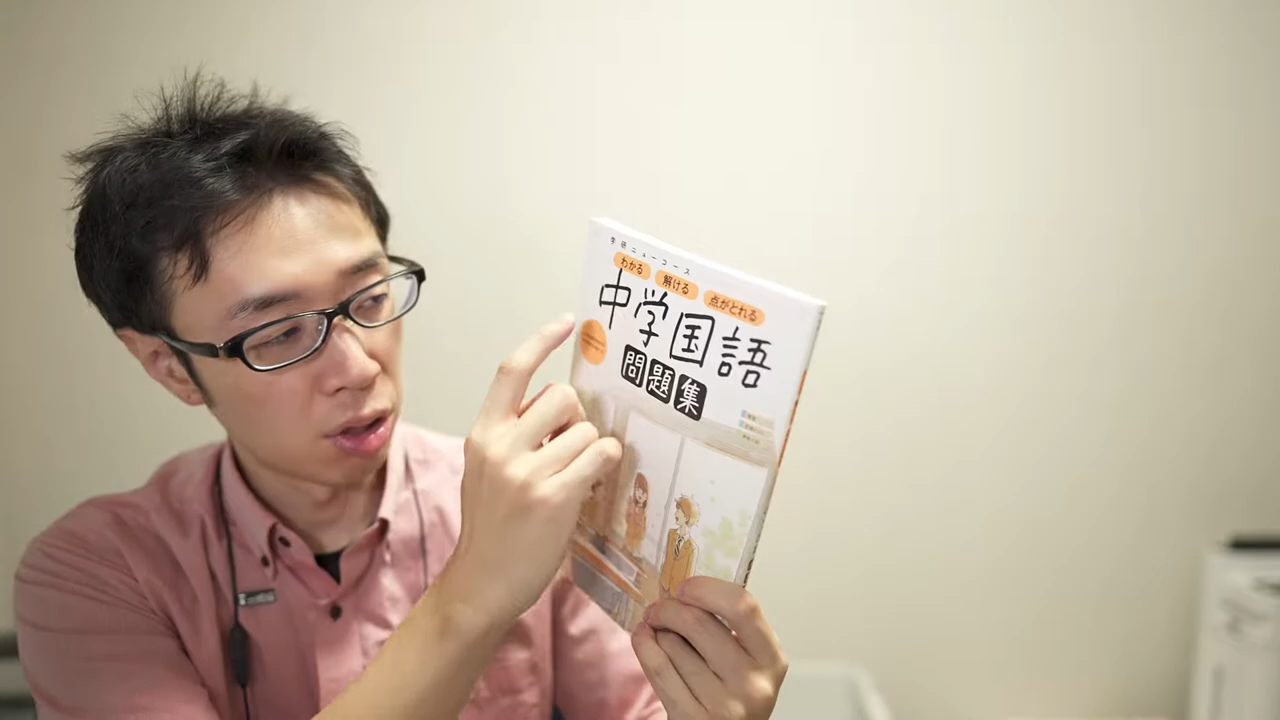 学研ニューコース
わかる 解ける 点がとれる
中学国語
問題集